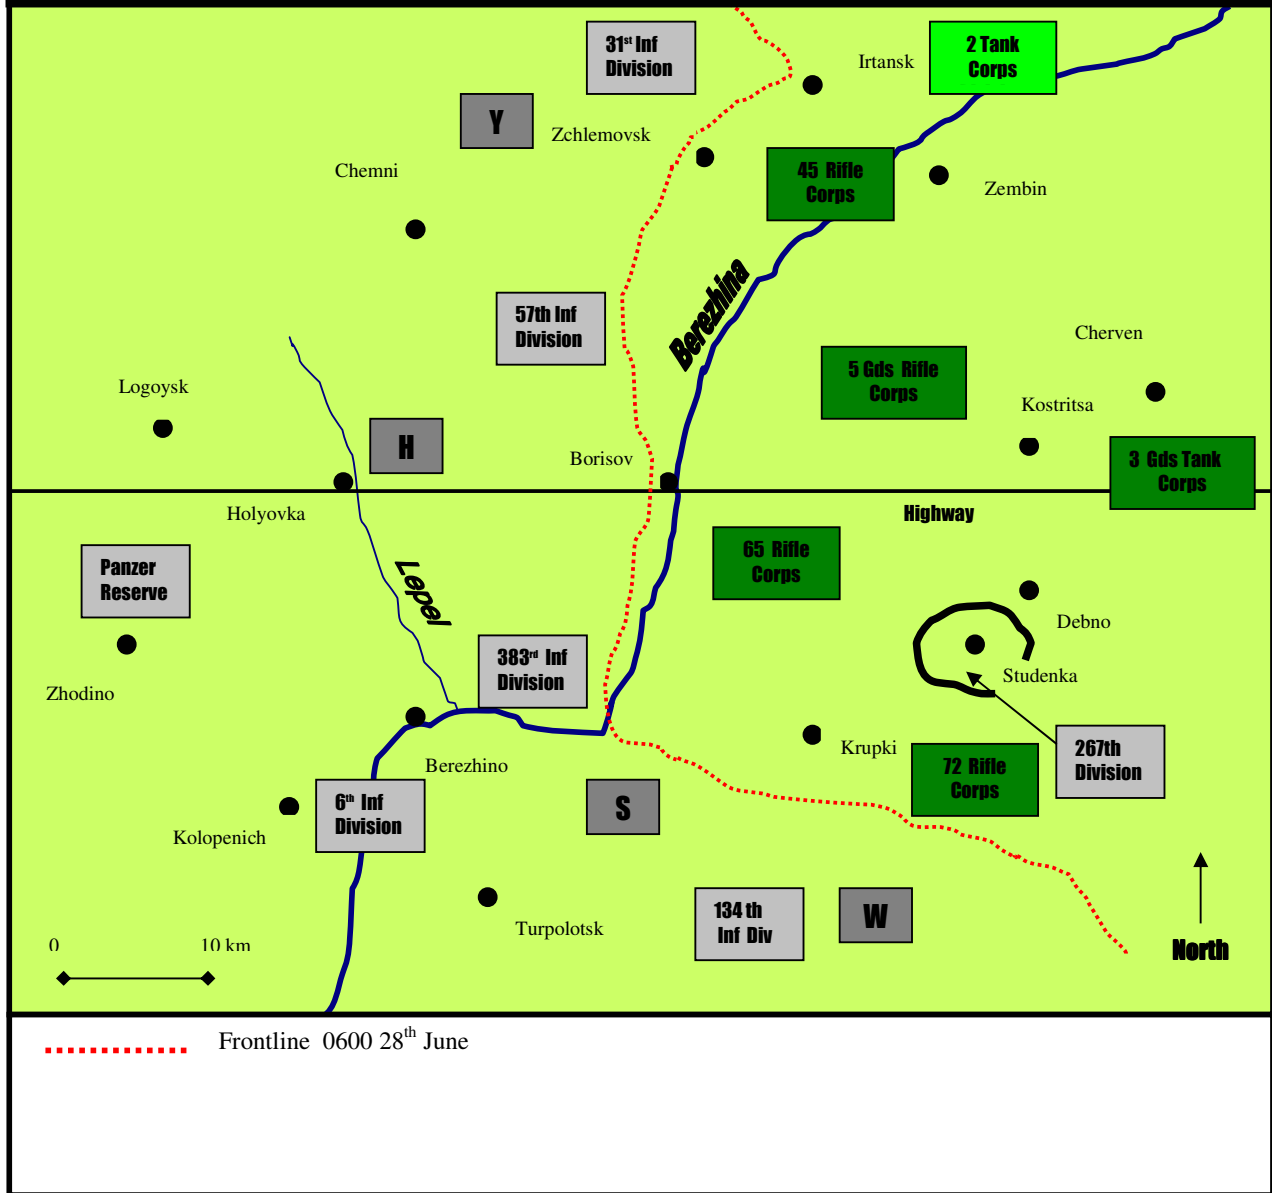 31st Inf
Division
Irtansk
2 Tank
Corps
Y
Zchlemovsk
Chemni
45 Rifle
Corps
Zembin
Berezhina
57th Inf
Division
Cherven
5 Gds Rifle
Corps
Logoysk
Kostritsa
H
Borisov
3 Gds Tank
Corps
Holyovka
Highway
65 Rifle
Corps
Panzer
Reserve
Lepel
Debno
383rd Inf
Division
Studenka
Zhodino
Krupki
267th
Division
Berezhino
72 Rifle
Corps
6th Inf
Division
S
Kolopenich
134 th
Inf Div
W
Turpolotsk
0 10 km
North
Frontline 0600 28th June